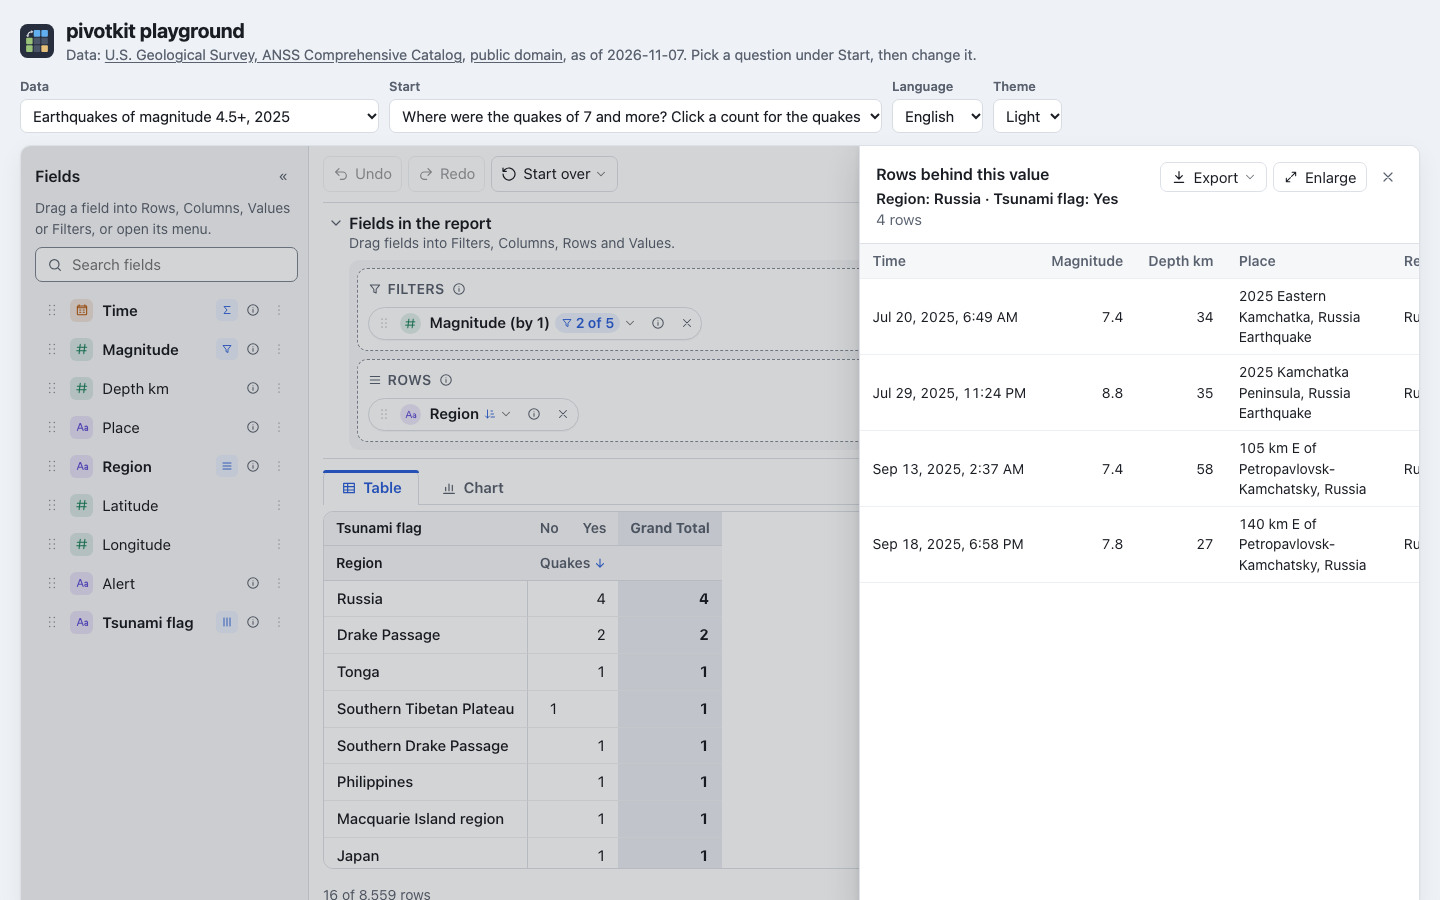 pivotkit playground
Data: U.S. Geological Survey, ANSS Comprehensive Catalog, public domain, as of 2026-11-07. Pick a question under Start, then change it.
Data
Start
Language
Theme
Earthquakes of magnitude 4.5+, 2025
Where were the quakes of 7 and more? Click a count for the quakes
English
Light
Fields
«
Drag a field into Rows, Columns, Values
or Filters, or open its menu.
Search fields
Time
Σ
Magnitude
Depth km
Aa Place
Aa Region
Latitude
Longitude
Aa Alert
Aa Tsunami flag
Undo
Redo
Start over
Fields in the report
Drag fields into Filters, Columns, Rows and Values.
FILTERS
# Magnitude (by 1) 2 of 5
ROWS
Aa Region
Table
Chart
Tsunami flag No Yes Grand Total
Region Quakes ↓
Russia 4 4
Drake Passage 2 2
Tonga 1 1
Southern Tibetan Plateau 1 1
Southern Drake Passage 1 1
Philippines 1 1
Macquarie Island region 1 1
Japan 1 1
16 of 8,559 rows
Rows behind this value
Region: Russia · Tsunami flag: Yes
4 rows
Export
Enlarge
Time Magnitude Depth km Place Re
Jul 20, 2025, 6:49 AM 7.4 34 2025 Eastern
Kamchatka, Russia
Earthquake
Ru
Jul 29, 2025, 11:24 PM 8.8 35 2025 Kamchatka
Peninsula, Russia
Earthquake
Ru
Sep 13, 2025, 2:37 AM 7.4 58 105 km E of
Petropavlovsk-
Kamchatsky, Russia
Ru
Sep 18, 2025, 6:58 PM 7.8 27 140 km E of
Petropavlovsk-
Kamchatsky, Russia
Ru